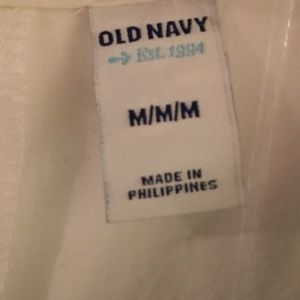 OLD NAVY
Est. 1994
M/M/M
MADE IN
PHILIPPINES